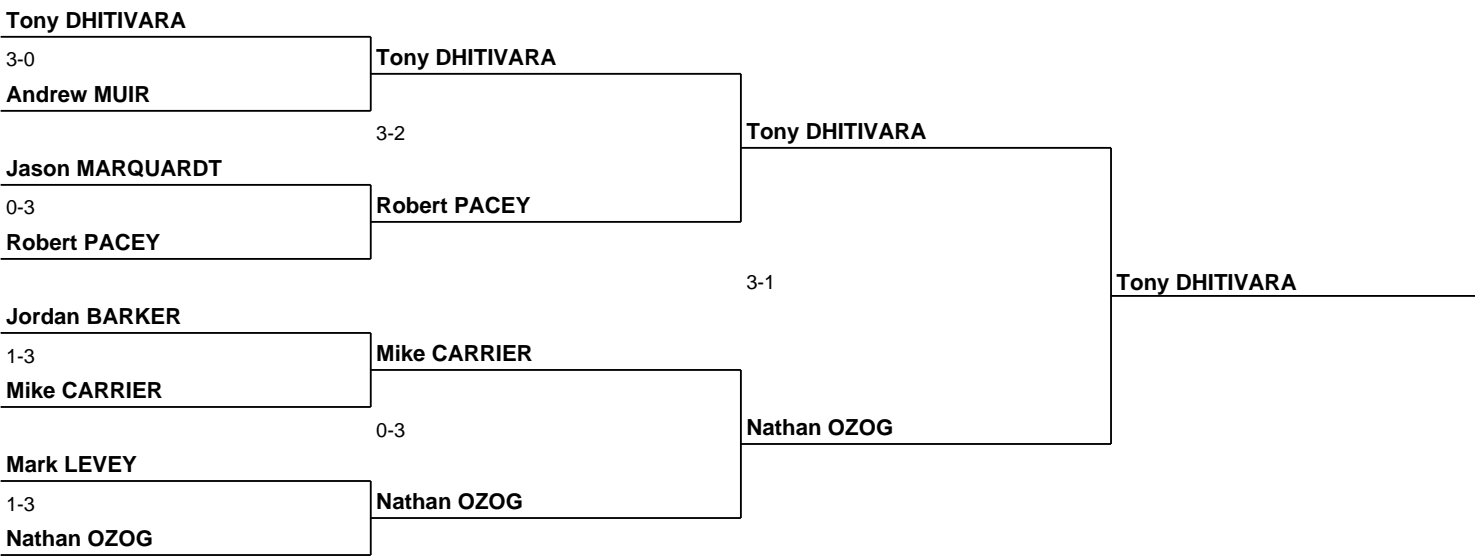 Tony DHITIVARA
3-0
Tony DHITIVARA
Andrew MUIR
3-2
Tony DHITIVARA
Jason MARQUARDT
0-3
Robert PACEY
Robert PACEY
3-1
Tony DHITIVARA
Jordan BARKER
1-3
Mike CARRIER
Mike CARRIER
0-3
Nathan OZOG
Mark LEVEY
1-3
Nathan OZOG
Nathan OZOG